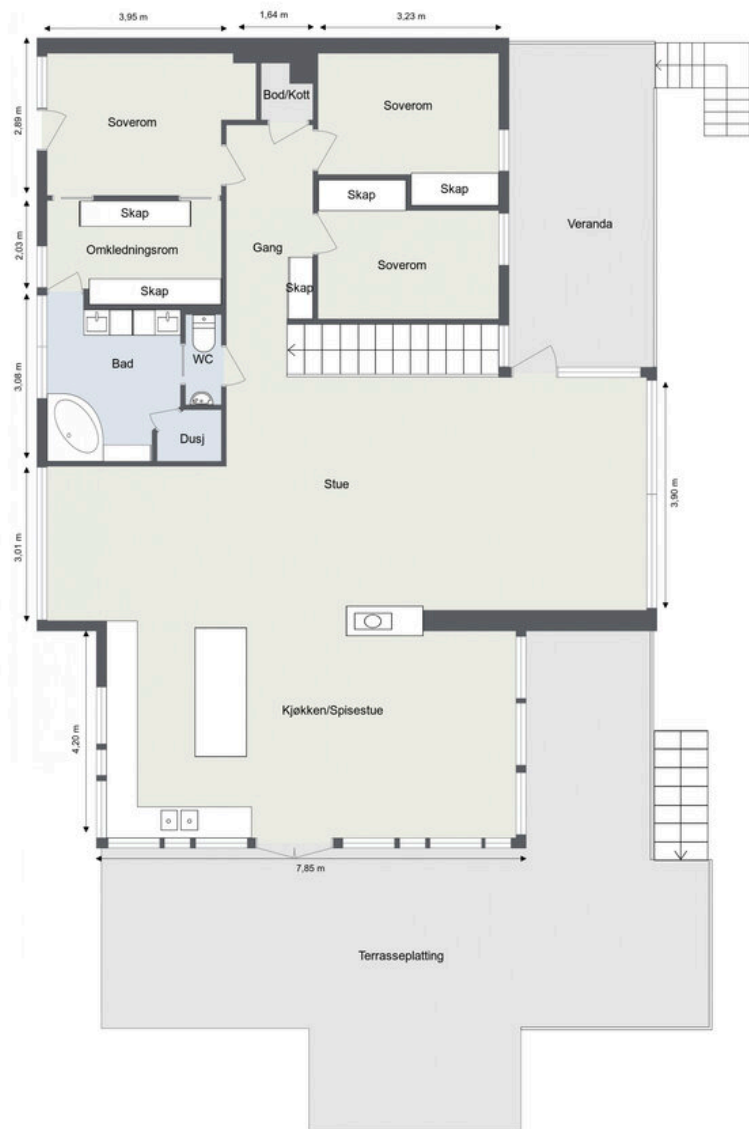 3,95 m
1,64 m
3,23 m
Bod/Kott
Soverom
Soverom
2,89 m
Skap
Skap
Skap
Veranda
2,03 m
Omkledningsrom
Gang
Soverom
Skap
Skap
WC
Bad
3,08 m
Dusj
Stue
3,90 m
3,01 m
Kjøkken/Spisestue
4,20 m
7,85 m
Terrasseplatting